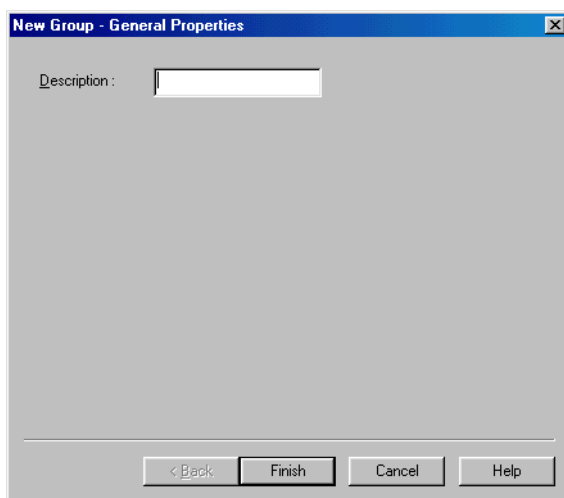 New Group - General Properties
Description :
< Back Finish Cancel Help